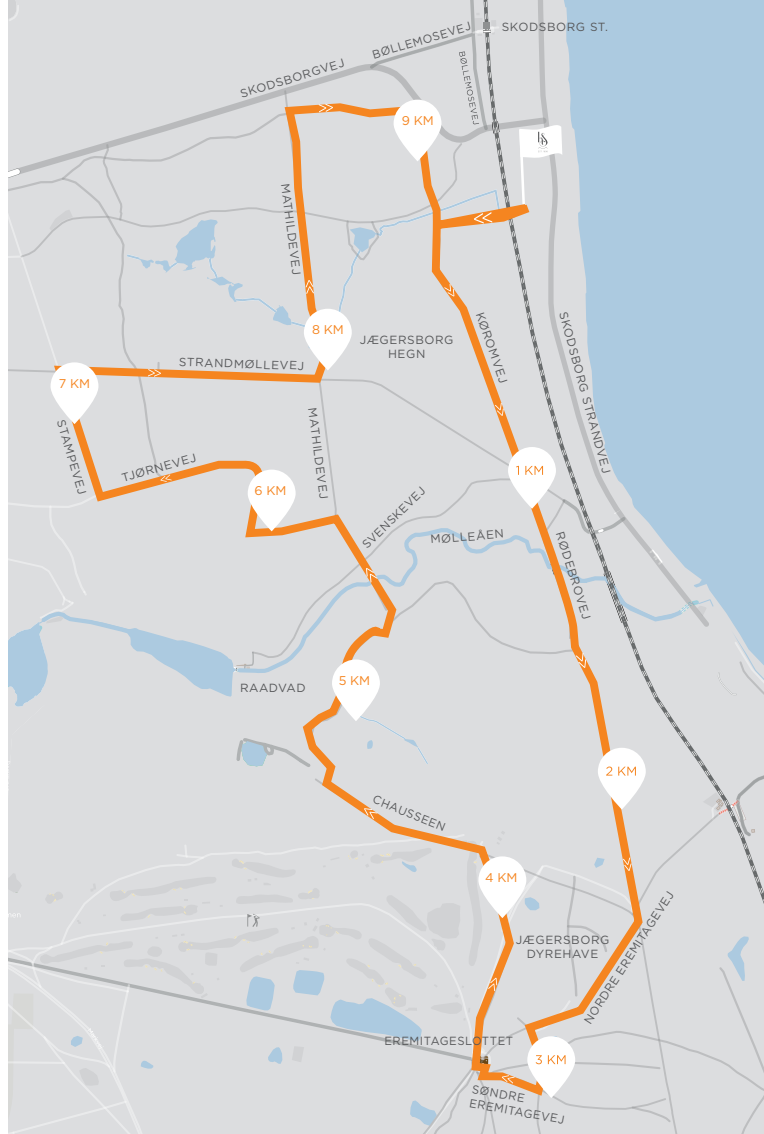 SKODSBORG ST.
BØLLEMOSEVEJ
SKODSBORGVEJ
BØLLEMOSEVEJ
9 KM
MATHILDEVEJ
KØROMVEJ
SKODSBORG STRANDVEJ
8 KM
JÆGERSBORG
HEGN
STRANDMØLLEVEJ
7 KM
STAMPEVEJ
MATHILDEVEJ
TJØRNEVEJ
1 KM
6 KM
SVENSKEVEJ
MØLLEÅEN
RØDEBROVEJ
5 KM
RAADVAD
2 KM
CHAUSSEEN
4 KM
JÆGERSBORG
DYREHAVE
NORDRE EREMITAGEVEJ
EREMITAGESLOTTET
3 KM
SØNDRE
EREMITAGEVEJ